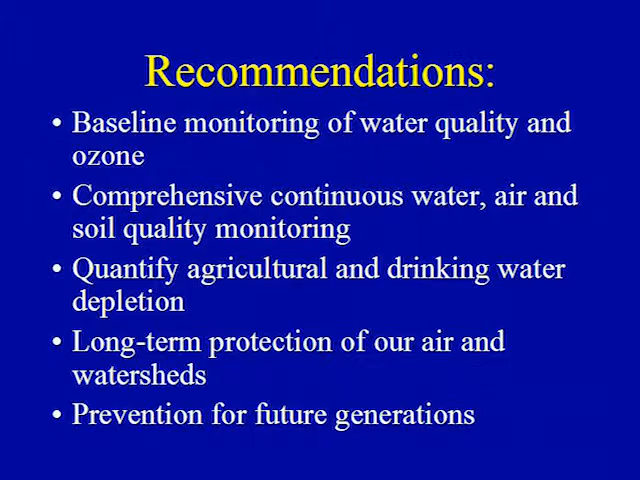 Recommendations:
• Baseline monitoring of water quality and
ozone
• Comprehensive continuous water, air and
soil quality monitoring
• Quantify agricultural and drinking water
depletion
• Long-term protection of our air and
watersheds
• Prevention for future generations